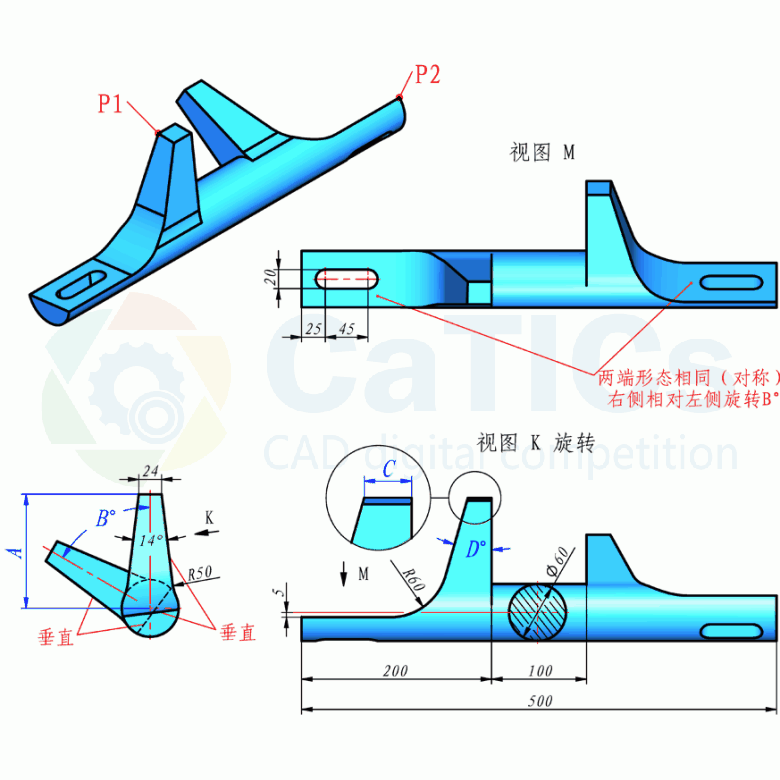 P1
P2
视图 M
20
25
45
两端形态相同（对称）
右侧相对左侧旋转B°
CaTICs
CAD digital competition
视图 K 旋转
24
C
A
B°
K
14°
R50
垂直
垂直
D°
M
R60
Φ60
5
200
100
500